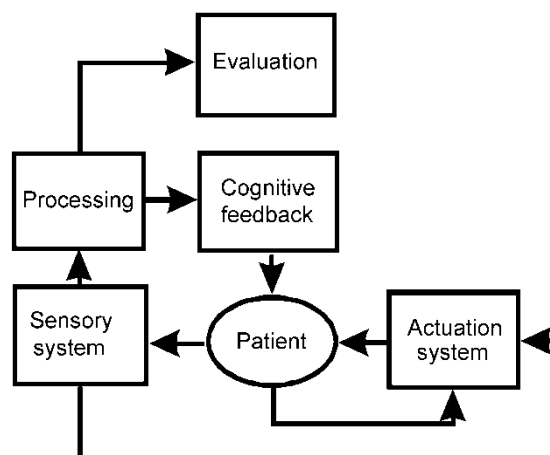 Evaluation
Processing
Cognitive
feedback
Sensory
system
Patient
Actuation
system